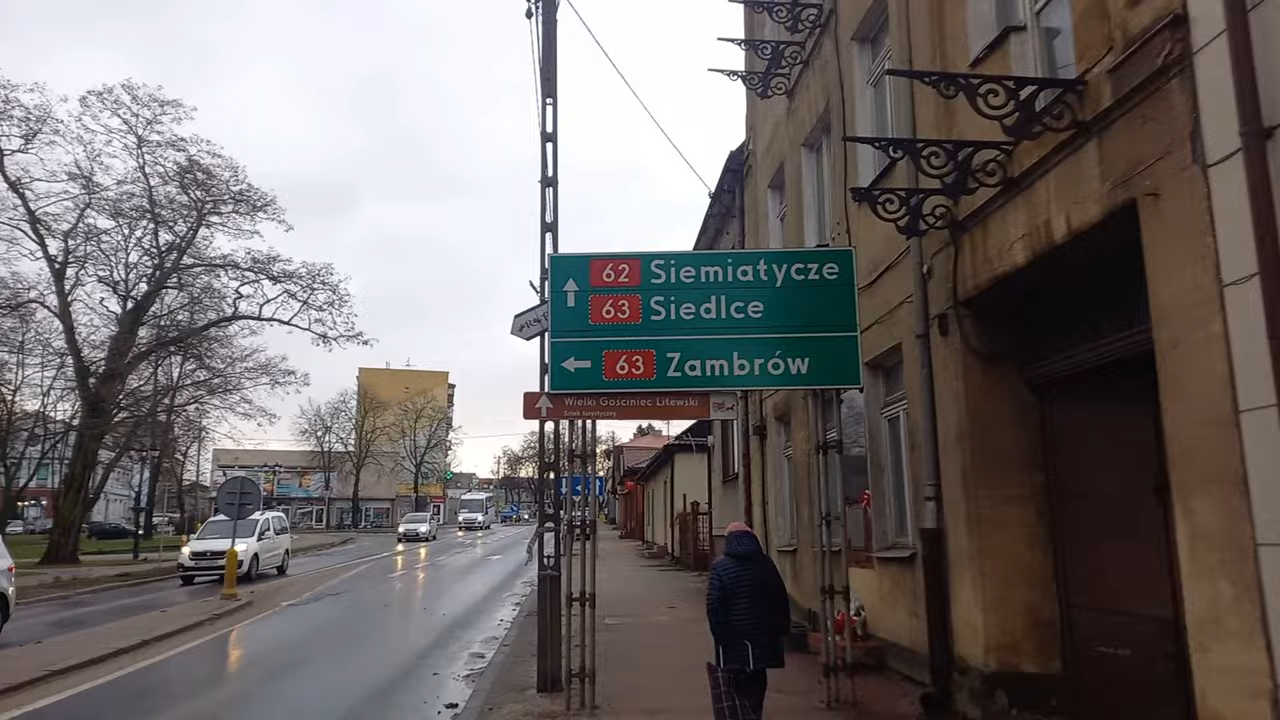 62 Siemiatycze
63 Siedlce
63 Zambrów
Wielki Gościniec Litewski
Szlak turystyczny